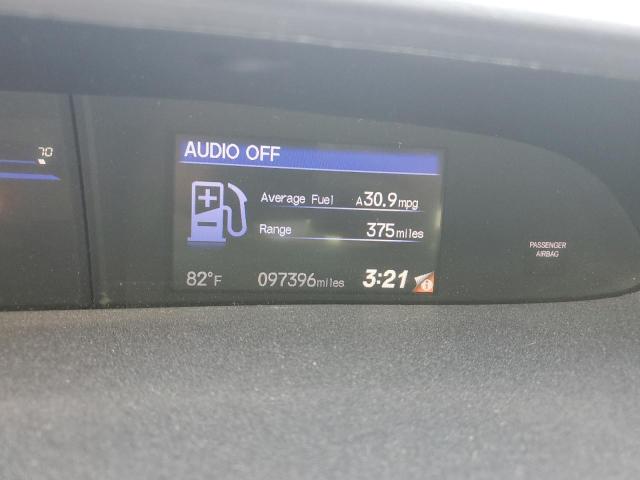 70
AUDIO OFF
Average Fuel A30.9mpg
Range 375miles
PASSENGER
AIRBAG
82°F 097396miles 3:21 i